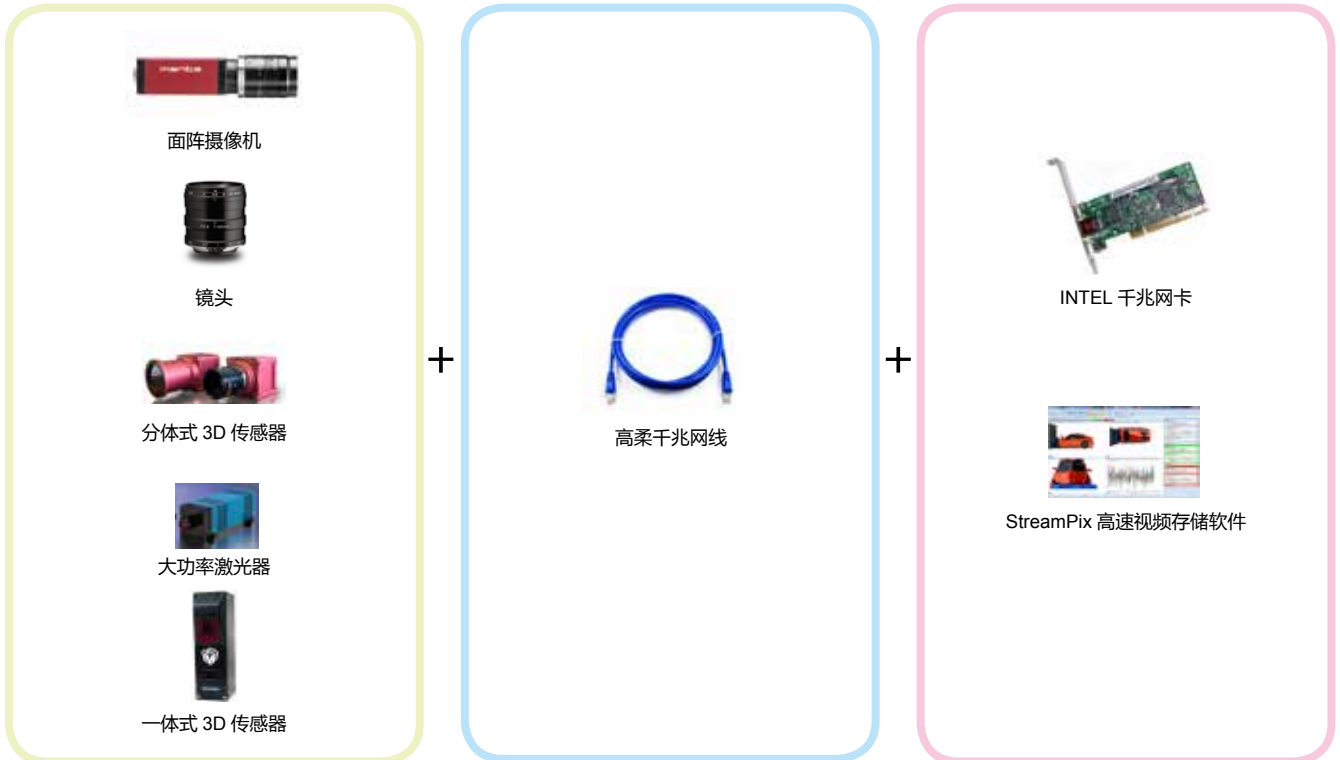 面阵摄像机
镜头
分体式 3D 传感器
大功率激光器
一体式 3D 传感器
+
高柔千兆网线
+
INTEL 千兆网卡
StreamPix 高速视频存储软件